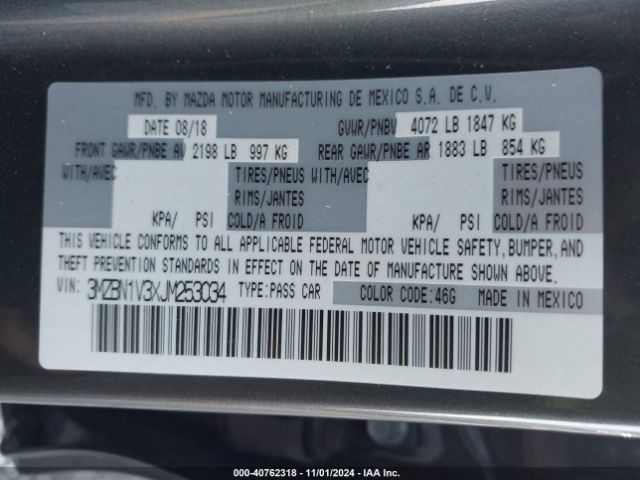 MFD. BY MAZDA MOTOR MANUFACTURING DE MEXICO S.A. DE C.V.
DATE 08/18 GVWR/PNBV 4072 LB 1847 KG
FRONT GAWR/PNBE AV 2198 LB 997 KG REAR GAWR/PNBE AR 1883 LB 854 KG
WITH/AVEC TIRES/PNEUS WITH/AVEC TIRES/PNEUS
RIMS/JANTES RIMS/JANTES
KPA/ PSI COLD/A FROID KPA/ PSI COLD/A FROID
THIS VEHICLE CONFORMS TO ALL APPLICABLE FEDERAL MOTOR VEHICLE SAFETY, BUMPER, AND
THEFT PREVENTION STANDARDS IN EFFECT ON THE DATE OF MANUFACTURE SHOWN ABOVE.
VIN: 3MZBN1V3XJM253034 TYPE:PASS CAR COLOR CODE:46G MADE IN MEXICO
000-40762318 - 11/01/2024 - IAA Inc.